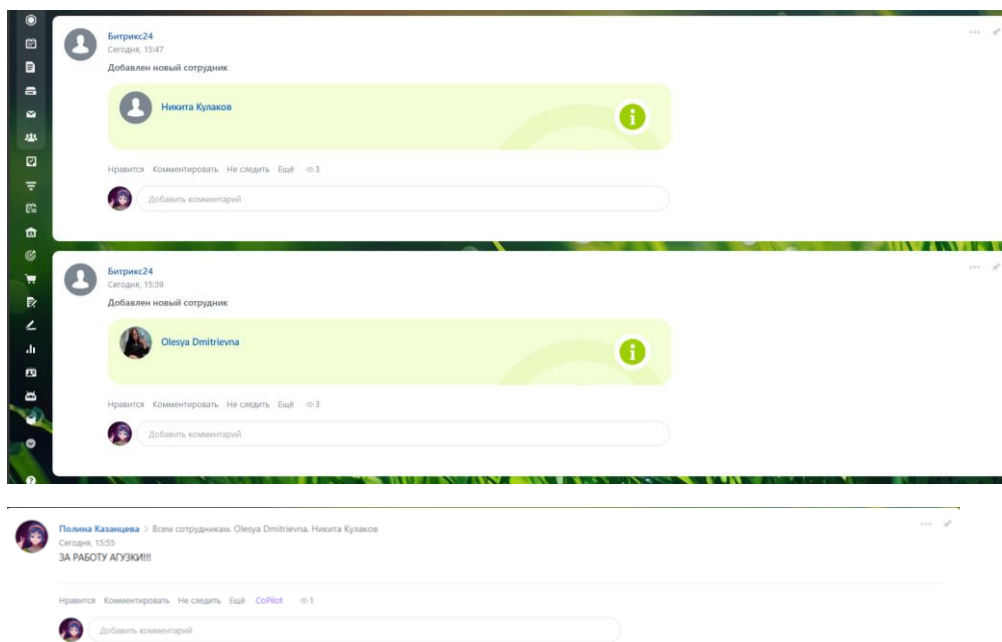 Битрикс24
Сегодня, 15:47
Добавлен новый сотрудник
Никита Кулаков
Нравится Комментировать Не следить Ещё 3
Добавить комментарий
Битрикс24
Сегодня, 15:39
Добавлен новый сотрудник
Olesya Dmitrievna
Нравится Комментировать Не следить Ещё 3
Добавить комментарий
Полина Казанцева > Всем сотрудникам. Olesya Dmitrievna. Никита Кулаков
Сегодня, 15:55
ЗА РАБОТУ АГУЗКИ!!!
Нравится Комментировать Не следить Ещё CoPilot 1
Добавить комментарий